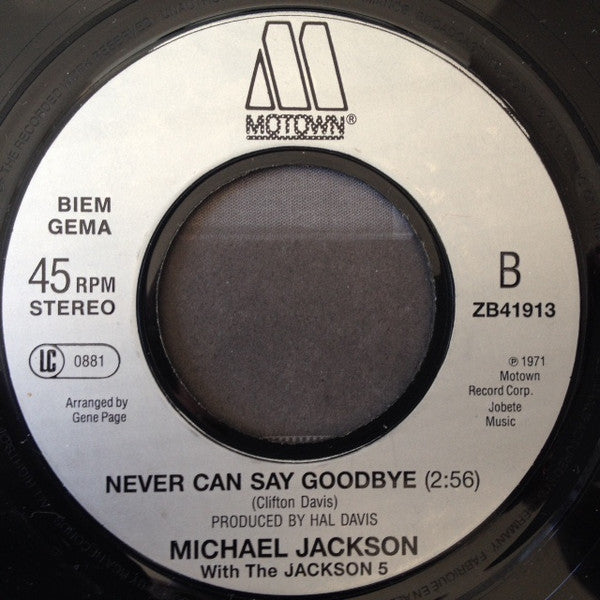 MOTOWN®
BIEM
GEMA
45 RPM
STEREO
LC 0881
Arranged by
Gene Page
B
ZB41913
℗ 1971
Motown
Record Corp.
Jobete
Music
NEVER CAN SAY GOODBYE (2:56)
(Clifton Davis)
PRODUCED BY HAL DAVIS
MICHAEL JACKSON
With The JACKSON 5